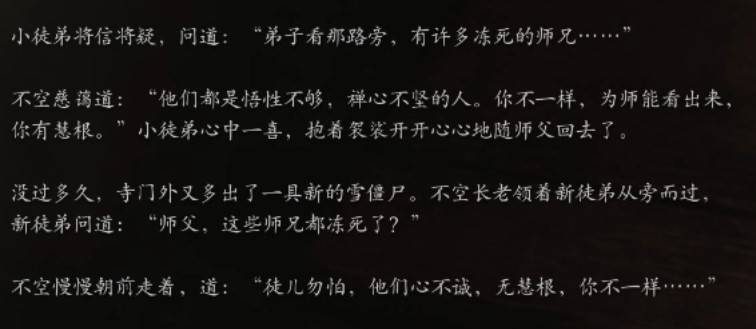 小徒弟将信将疑，问道：“弟子看那路旁，有许多冻死的师兄……”
不空慈蔼道：“他们都是悟性不够，禅心不坚的人。你不一样，为师能看出来，
你有慧根。”小徒弟心中一喜，抱着袈裟开开心心地随师父回去了。
没过多久，寺门外又多出了一具新的雪僵尸。不空长老领着新徒弟从旁而过，
新徒弟问道：“师父，这些师兄都冻死了？”
不空慢慢朝前走着，道：“徒儿勿怕，他们心不诚，无慧根，你不一样……”